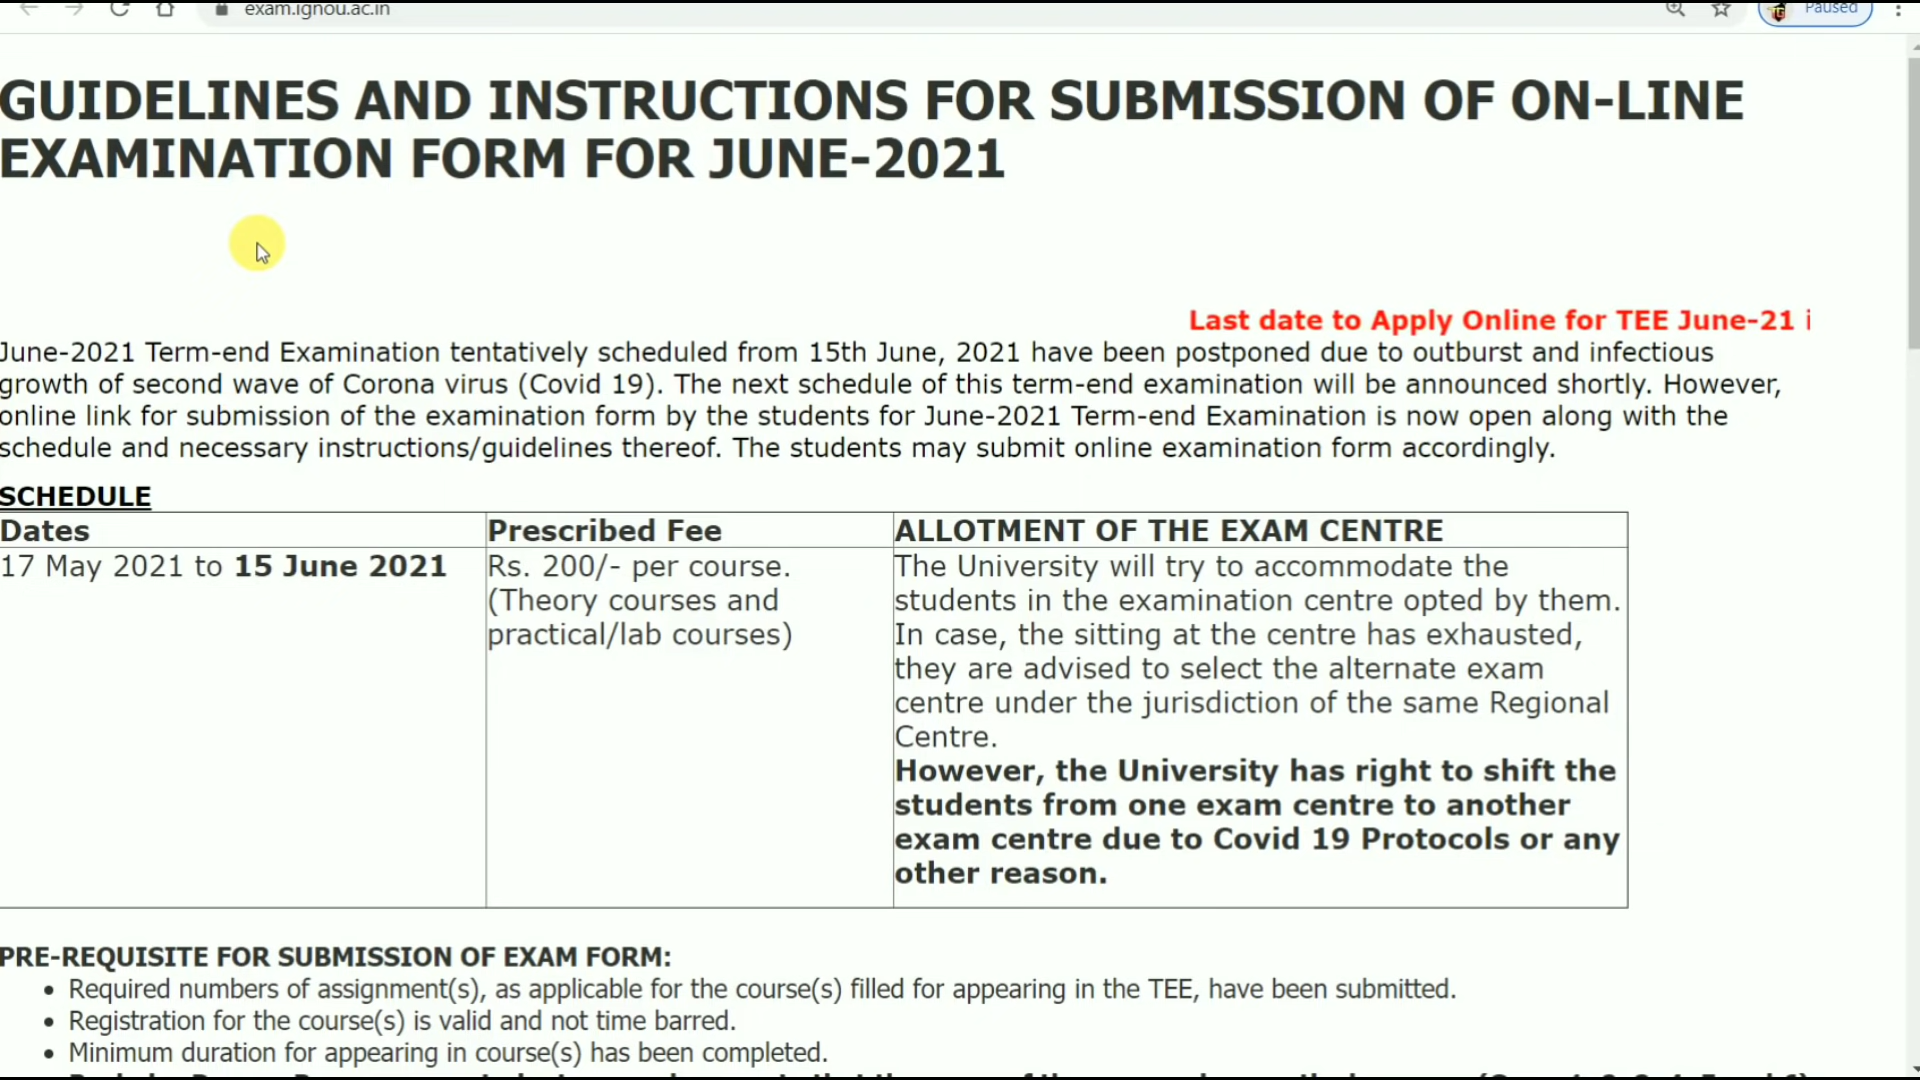 exam.ignou.ac.in
Paused
GUIDELINES AND INSTRUCTIONS FOR SUBMISSION OF ON-LINE
EXAMINATION FORM FOR JUNE-2021
Last date to Apply Online for TEE June-21 i
June-2021 Term-end Examination tentatively scheduled from 15th June, 2021 have been postponed due to outburst and infectious
growth of second wave of Corona virus (Covid 19). The next schedule of this term-end examination will be announced shortly. However,
online link for submission of the examination form by the students for June-2021 Term-end Examination is now open along with the
schedule and necessary instructions/guidelines thereof. The students may submit online examination form accordingly.
SCHEDULE
Dates
Prescribed Fee
ALLOTMENT OF THE EXAM CENTRE
17 May 2021 to 15 June 2021
Rs. 200/- per course.
(Theory courses and
practical/lab courses)
The University will try to accommodate the
students in the examination centre opted by them.
In case, the sitting at the centre has exhausted,
they are advised to select the alternate exam
centre under the jurisdiction of the same Regional
Centre.
However, the University has right to shift the
students from one exam centre to another
exam centre due to Covid 19 Protocols or any
other reason.
PRE-REQUISITE FOR SUBMISSION OF EXAM FORM:
• Required numbers of assignment(s), as applicable for the course(s) filled for appearing in the TEE, have been submitted.
• Registration for the course(s) is valid and not time barred.
• Minimum duration for appearing in course(s) has been completed.